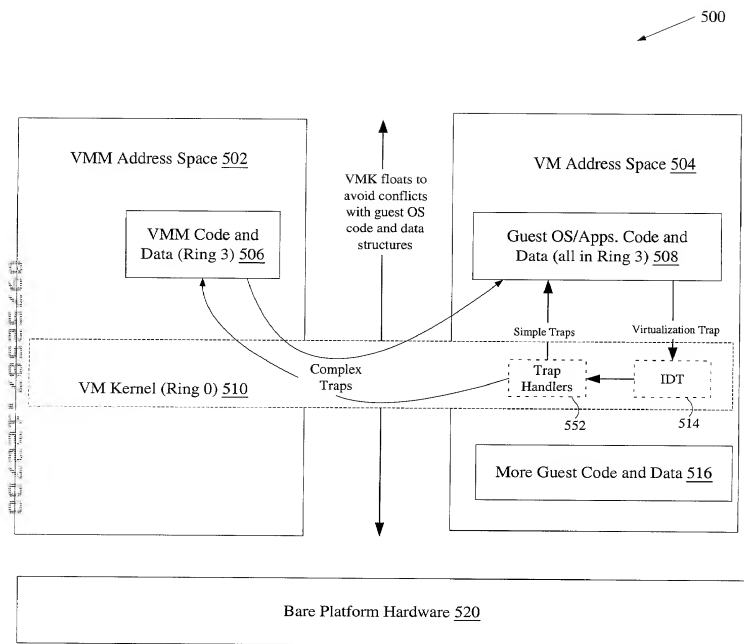 500
VMM Address Space 502
VM Address Space 504
VMK floats to
avoid conflicts
with guest OS
code and data
structures
VMM Code and
Data (Ring 3) 506
Guest OS/Apps. Code and
Data (all in Ring 3) 508
Simple Traps
Virtualization Trap
VM Kernel (Ring 0) 510
Complex
Traps
Trap
Handlers
IDT
552
514
More Guest Code and Data 516
Bare Platform Hardware 520